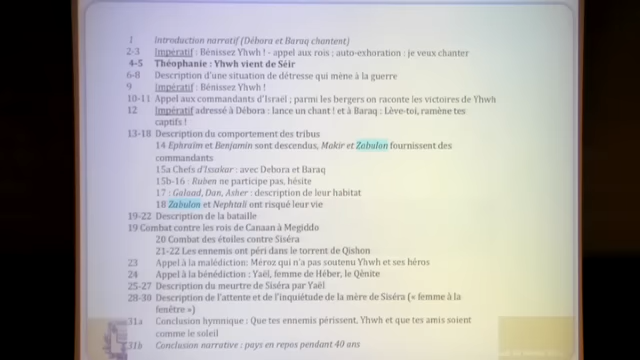 1 Introduction narratif (Débora et Baraq chantent)
2-3 Impératif : Bénissez Yhwh ! - appel aux rois ; auto-exhoration : je veux chanter
4-5 Théophanie : Yhwh vient de Séir
6-8 Description d'une situation de détresse qui mène à la guerre
9 Impératif : Bénissez Yhwh !
10-11 Appel aux commandants d'Israël ; parmi les bergers on raconte les victoires de Yhwh
12 Impératif adressé à Débora : lance un chant ! et à Baraq : Lève-toi, ramène tes
captifs !
13-18 Description du comportement des tribus
14 Ephraïm et Benjamin sont descendus, Makir et Zabulon fournissent des
commandants
15a Chefs d'Issakar : avec Debora et Baraq
15b-16 : Ruben ne participe pas, hésite
17 : Galaad, Dan, Asher : description de leur habitat
18 Zabulon et Nephtali ont risqué leur vie
19-22 Description de la bataille
19 Combat contre les rois de Canaan à Megiddo
20 Combat des étoiles contre Siséra
21-22 Les ennemis ont péri dans le torrent de Qishon
23 Appel à la malédiction: Méroz qui n'a pas soutenu Yhwh et ses héros
24 Appel à la bénédiction : Yaël, femme de Héber, le Qénite
25-27 Description du meurtre de Siséra par Yaël
28-30 Description de l'attente et de l'inquiétude de la mère de Siséra (« femme à la
fenêtre »)
31a Conclusion hymnique : Que tes ennemis périssent, Yhwh et que tes amis soient
comme le soleil
31b Conclusion narrative : pays en repos pendant 40 ans